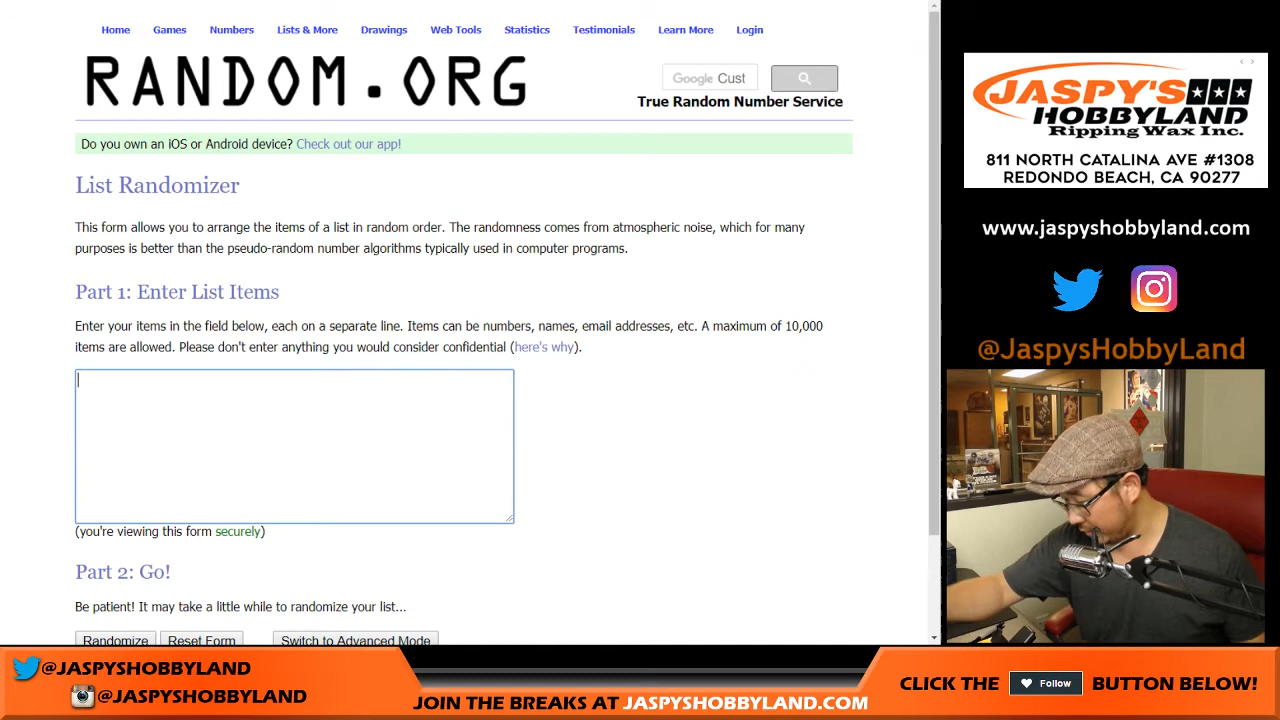 Home Games Numbers Lists & More Drawings Web Tools Statistics Testimonials Learn More Login
RANDOM.ORG
Google Cust
True Random Number Service
Do you own an iOS or Android device? Check out our app!
List Randomizer
This form allows you to arrange the items of a list in random order. The randomness comes from atmospheric noise, which for many
purposes is better than the pseudo-random number algorithms typically used in computer programs.
Part 1: Enter List Items
Enter your items in the field below, each on a separate line. Items can be numbers, names, email addresses, etc. A maximum of 10,000
items are allowed. Please don't enter anything you would consider confidential (here's why).
(you're viewing this form securely)
Part 2: Go!
Be patient! It may take a little while to randomize your list...
Randomize Reset Form Switch to Advanced Mode
JASPY'S
HOBBYLAND
Ripping Wax Inc.
811 NORTH CATALINA AVE #1308
REDONDO BEACH, CA 90277
www.jaspyshobbyland.com
@JaspysHobbyLand
@JASPYSHOBBYLAND
@JASPYSHOBBYLAND
JOIN THE BREAKS AT JASPYSHOBBYLAND.COM
CLICK THE Follow BUTTON BELOW!